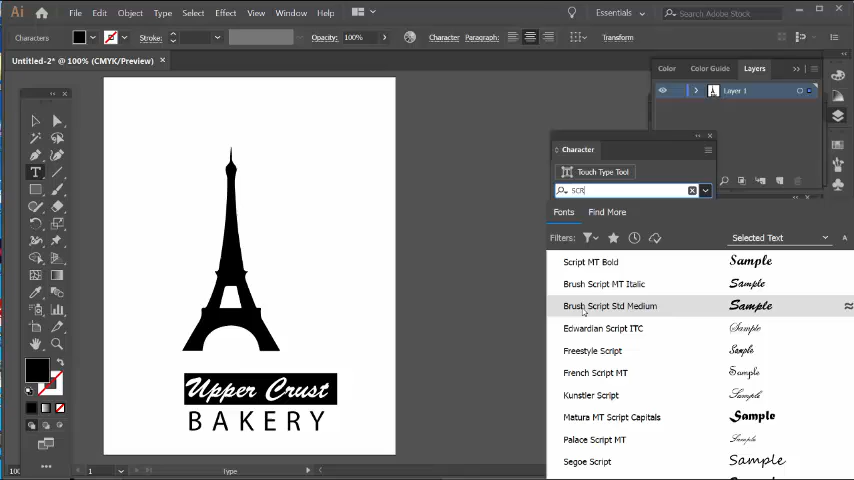 Ai File Edit Object Type Select Effect View Window Help Essentials Search Adobe Stock
Characters Stroke: Opacity: 100% Character Paragraph: Transform
Untitled-2* @ 100% (CMYK/Preview)
Color Color Guide Layers
Layer 1
Character
Touch Type Tool
SCR
Fonts Find More
Filters: Selected Text A
Script MT Bold Sample
Brush Script MT Italic Sample
Brush Script Std Medium Sample
Edwardian Script ITC Sample
Freestyle Script Sample
French Script MT Sample
Kunstler Script Sample
Matura MT Script Capitals Sample
Palace Script MT Sample
Segoe Script Sample
Upper Crust
BAKERY
1 Type